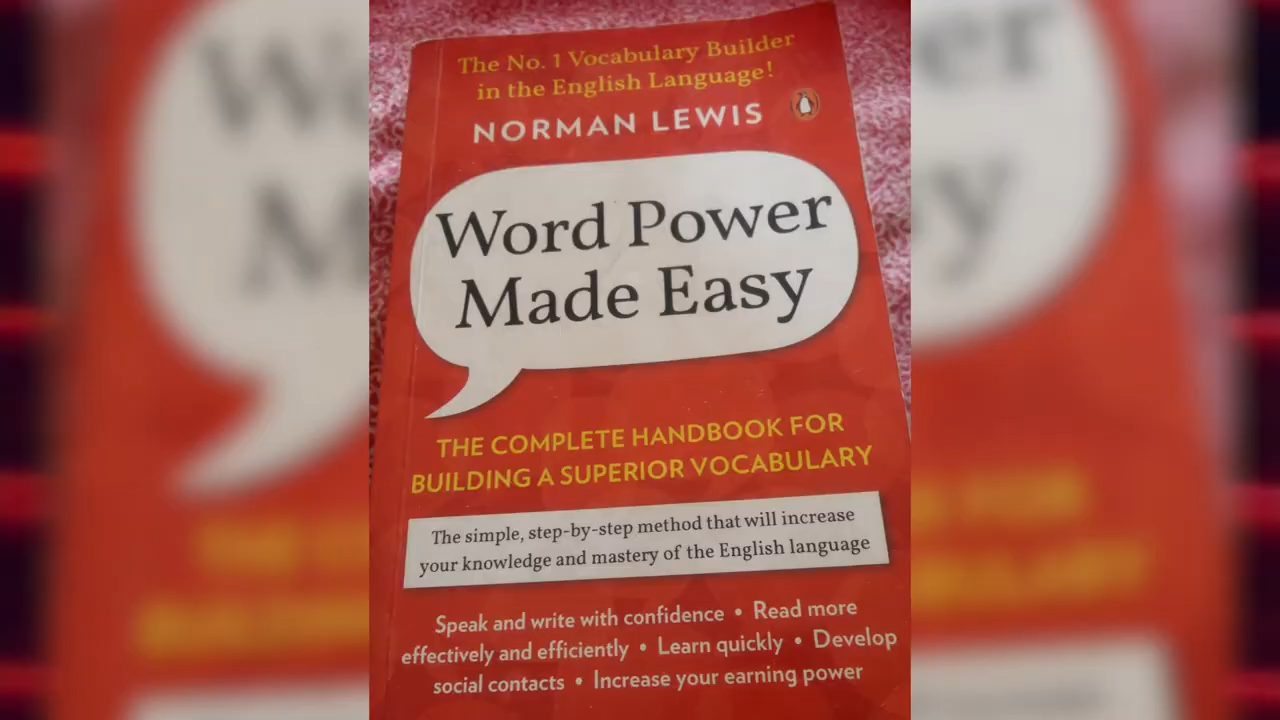 The No. 1 Vocabulary Builder
in the English Language!
NORMAN LEWIS
Word Power
Made Easy
THE COMPLETE HANDBOOK FOR
BUILDING A SUPERIOR VOCABULARY
The simple, step-by-step method that will increase
your knowledge and mastery of the English language
Speak and write with confidence • Read more
effectively and efficiently • Learn quickly • Develop
social contacts • Increase your earning power